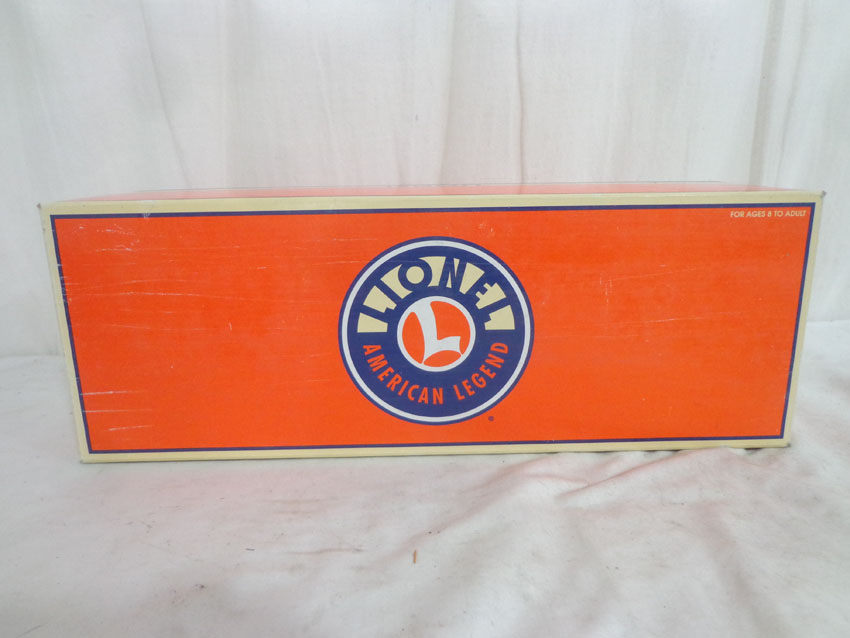 FOR AGES 8 TO ADULT
LIONEL
L
AMERICAN LEGEND
®